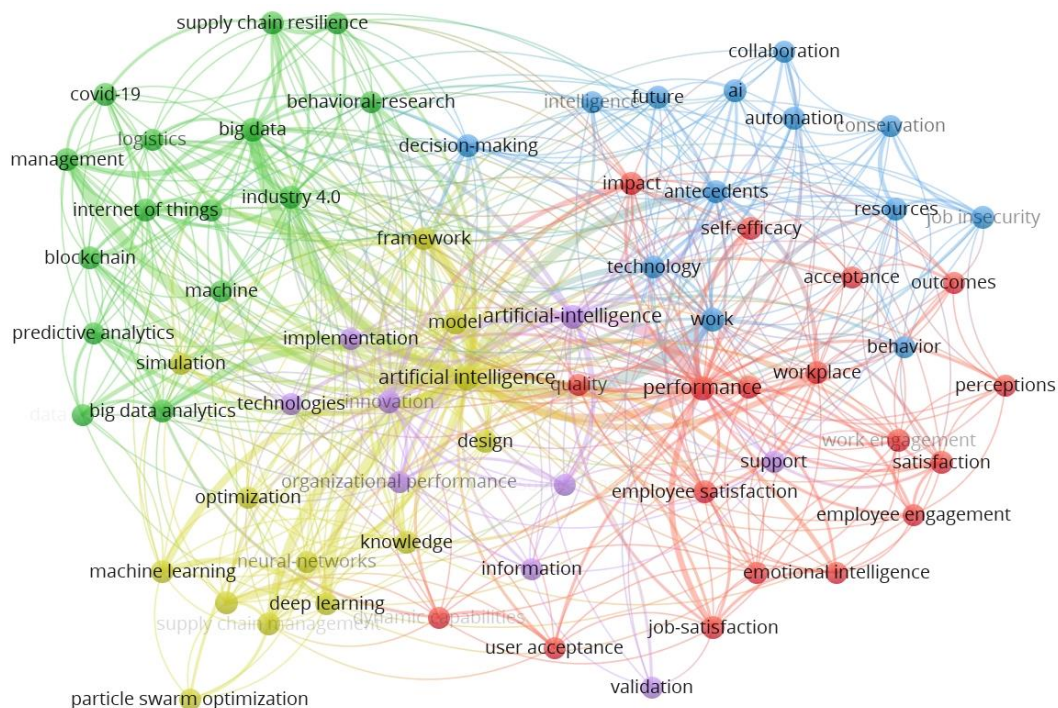 supply chain resilience
collaboration
covid-19
behavioral-research
intelligence
future
ai
automation
conservation
logistics
big data
decision-making
management
impact
antecedents
internet of things
industry 4.0
self-efficacy
resources
job insecurity
framework
blockchain
technology
acceptance
outcomes
machine
predictive analytics
implementation
model
artificial-intelligence
work
behavior
simulation
artificial intelligence
quality
performance
workplace
perceptions
data
big data analytics
technologies
innovation
design
work engagement
satisfaction
support
organizational performance
optimization
employee satisfaction
employee engagement
knowledge
machine learning
neural-networks
information
emotional intelligence
deep learning
supply chain management
dynamic capabilities
job-satisfaction
user acceptance
validation
particle swarm optimization